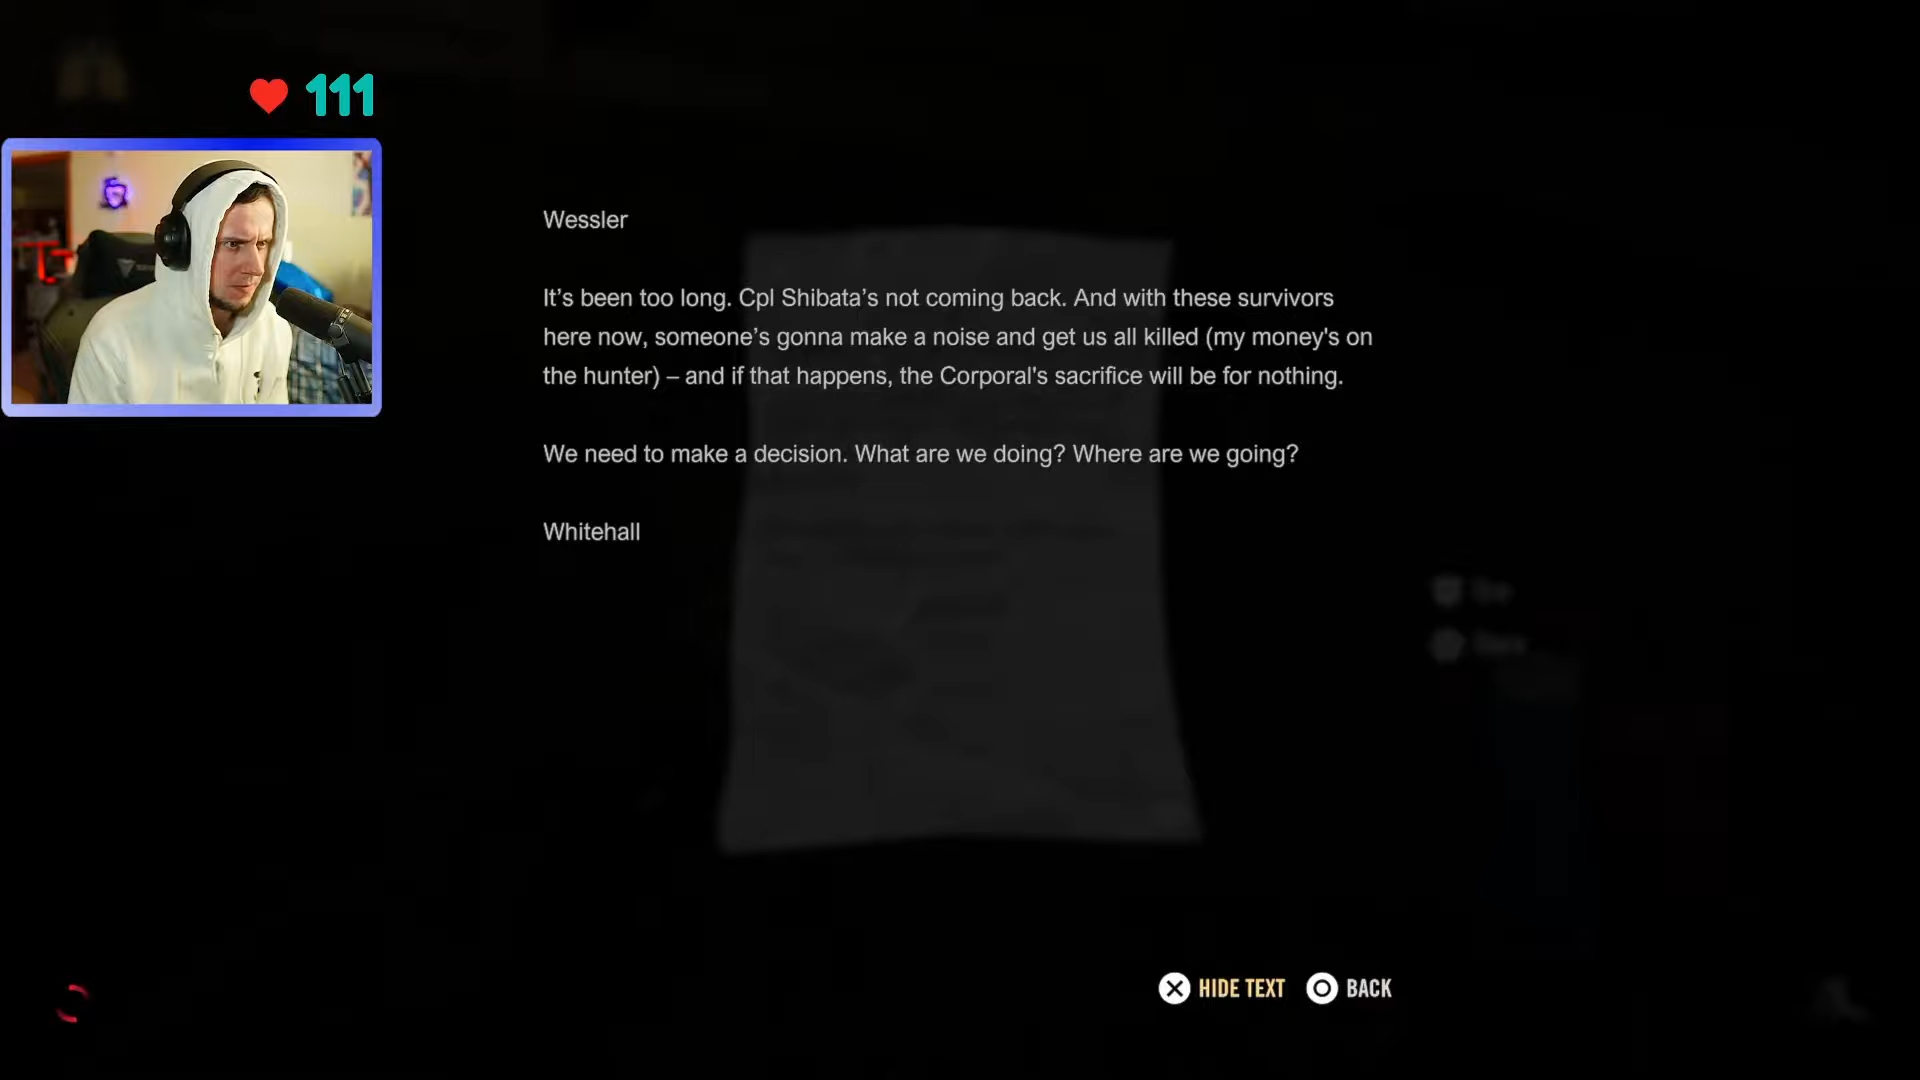 111
Wessler
It’s been too long. Cpl Shibata’s not coming back. And with these survivors
here now, someone’s gonna make a noise and get us all killed (my money's on
the hunter) – and if that happens, the Corporal's sacrifice will be for nothing.
We need to make a decision. What are we doing? Where are we going?
Whitehall
HIDE TEXT BACK